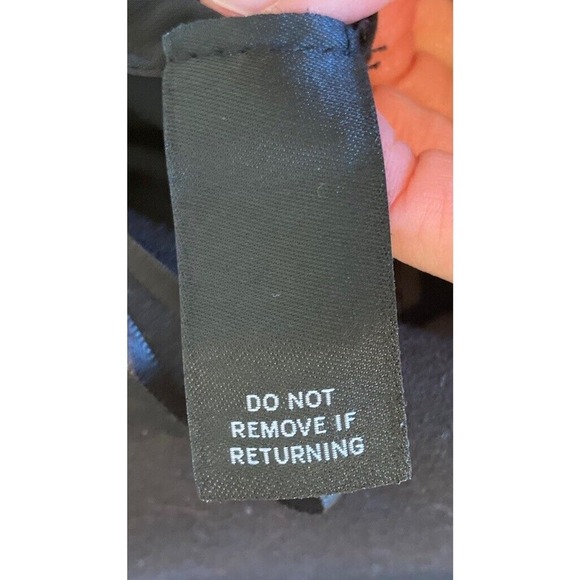 DO NOT
REMOVE IF
RETURNING